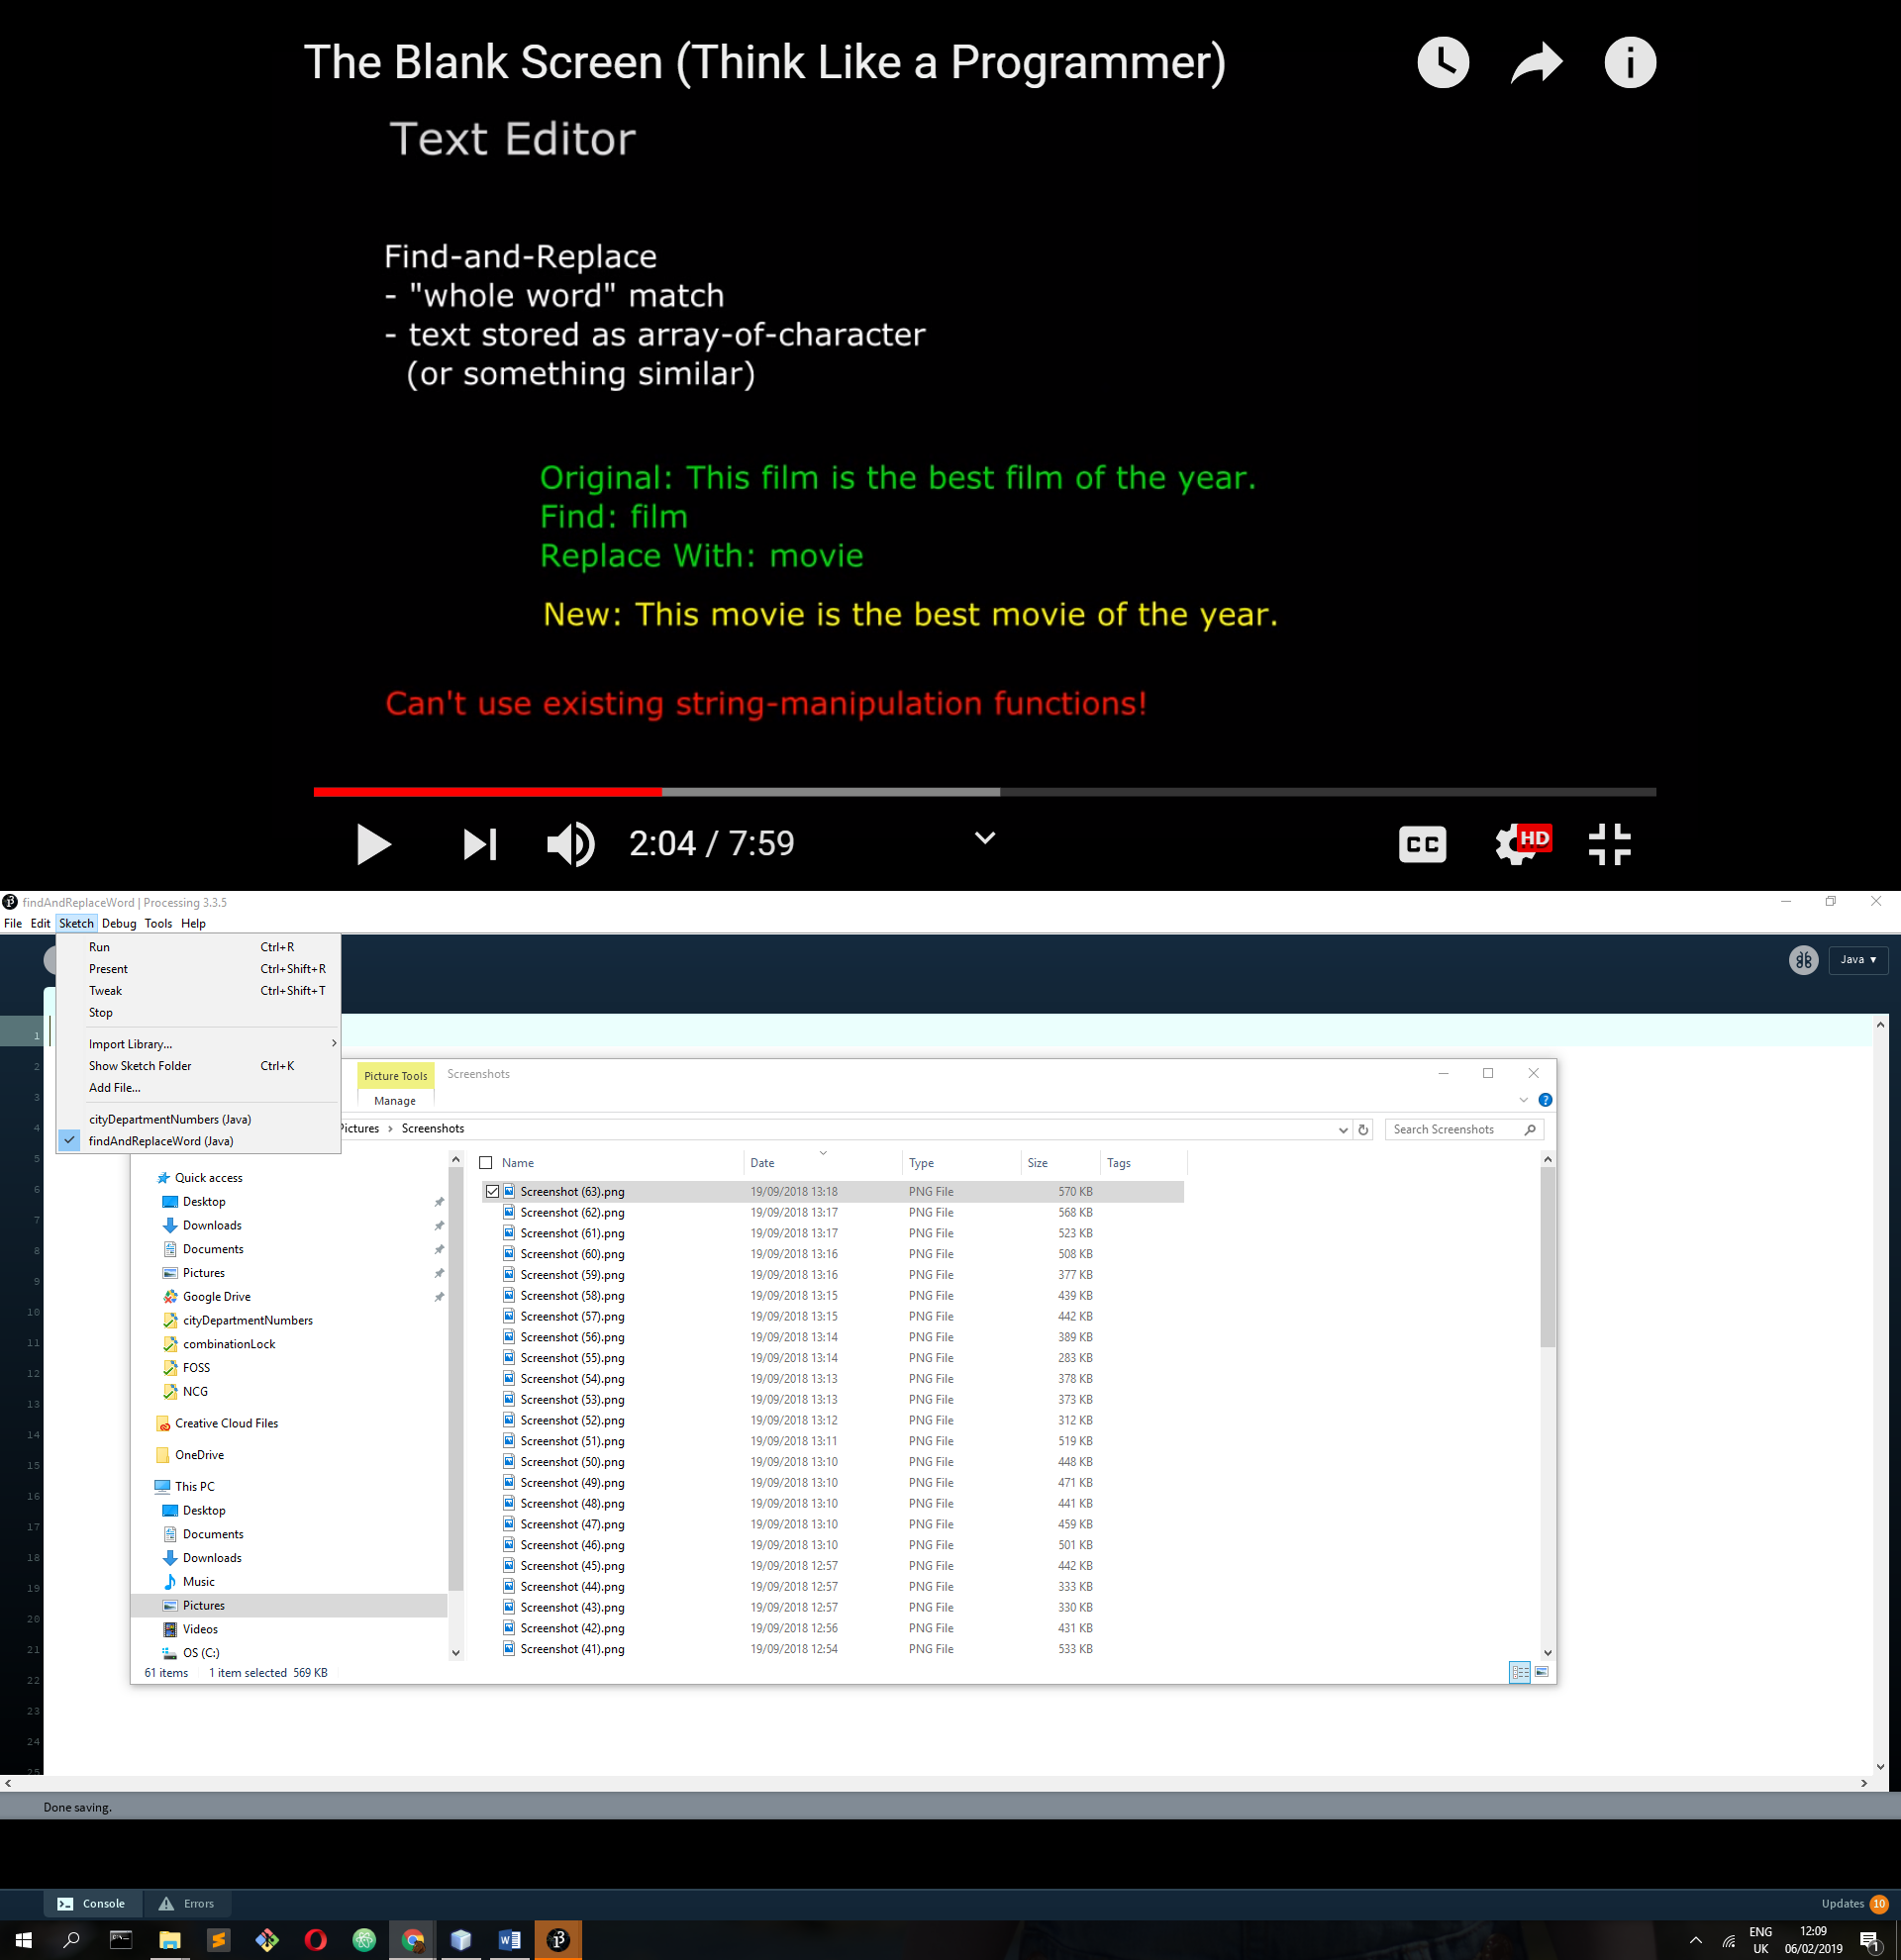 The Blank Screen (Think Like a Programmer)
Text Editor
Find-and-Replace
- "whole word" match
- text stored as array-of-character
(or something similar)
Original: This film is the best film of the year.
Find: film
Replace With: movie
New: This movie is the best movie of the year.
Can't use existing string-manipulation functions!
2:04 / 7:59
CC
HD
findAndReplaceWord | Processing 3.3.5
File Edit Sketch Debug Tools Help
Run Ctrl+R
Present Ctrl+Shift+R
Tweak Ctrl+Shift+T
Stop
Import Library...
Show Sketch Folder Ctrl+K
Add File...
cityDepartmentNumbers (Java)
findAndReplaceWord (Java)
Java
1
2
3
4
5
6
7
8
9
10
11
12
13
14
15
16
17
18
19
20
21
22
23
24
25
Picture Tools Screenshots
Manage
Pictures > Screenshots
Search Screenshots
Quick access
Desktop
Downloads
Documents
Pictures
Google Drive
cityDepartmentNumbers
combinationLock
FOSS
NCG
Creative Cloud Files
OneDrive
This PC
Desktop
Documents
Downloads
Music
Pictures
Videos
OS (C:)
Name Date Type Size Tags
Screenshot (63).png 19/09/2018 13:18 PNG File 570 KB
Screenshot (62).png 19/09/2018 13:17 PNG File 568 KB
Screenshot (61).png 19/09/2018 13:17 PNG File 523 KB
Screenshot (60).png 19/09/2018 13:16 PNG File 508 KB
Screenshot (59).png 19/09/2018 13:16 PNG File 377 KB
Screenshot (58).png 19/09/2018 13:15 PNG File 439 KB
Screenshot (57).png 19/09/2018 13:15 PNG File 442 KB
Screenshot (56).png 19/09/2018 13:14 PNG File 389 KB
Screenshot (55).png 19/09/2018 13:14 PNG File 283 KB
Screenshot (54).png 19/09/2018 13:13 PNG File 378 KB
Screenshot (53).png 19/09/2018 13:13 PNG File 373 KB
Screenshot (52).png 19/09/2018 13:12 PNG File 312 KB
Screenshot (51).png 19/09/2018 13:11 PNG File 519 KB
Screenshot (50).png 19/09/2018 13:10 PNG File 448 KB
Screenshot (49).png 19/09/2018 13:10 PNG File 471 KB
Screenshot (48).png 19/09/2018 13:10 PNG File 441 KB
Screenshot (47).png 19/09/2018 13:10 PNG File 459 KB
Screenshot (46).png 19/09/2018 13:10 PNG File 501 KB
Screenshot (45).png 19/09/2018 12:57 PNG File 442 KB
Screenshot (44).png 19/09/2018 12:57 PNG File 333 KB
Screenshot (43).png 19/09/2018 12:57 PNG File 330 KB
Screenshot (42).png 19/09/2018 12:56 PNG File 431 KB
Screenshot (41).png 19/09/2018 12:54 PNG File 533 KB
61 items 1 item selected 569 KB
Done saving.
Console Errors
Updates 10
ENG 12:09
UK 06/02/2019
1